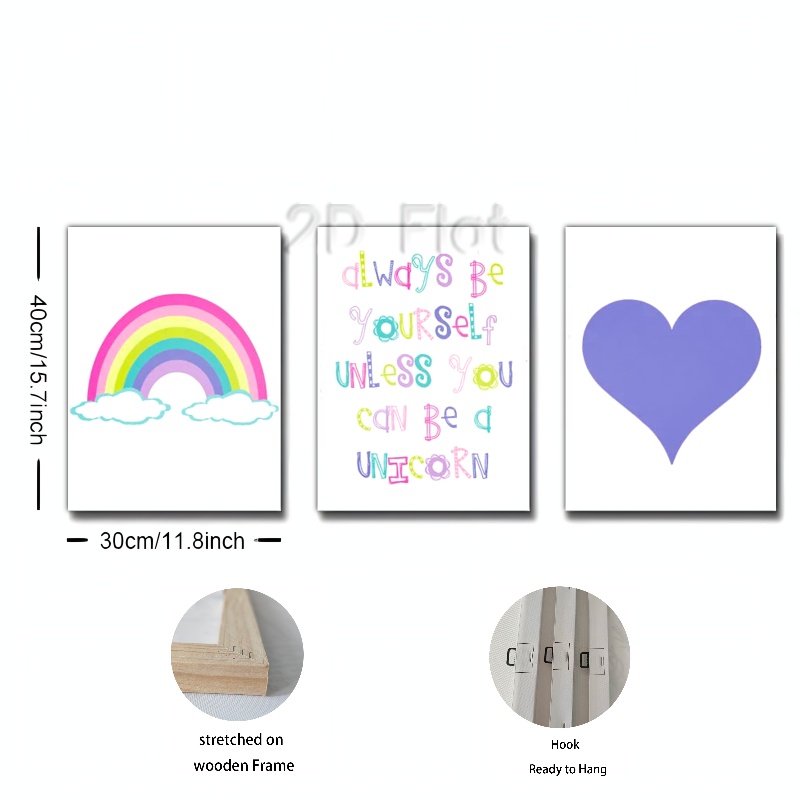 2D Flat
aLWaYS Be
YOURSeLf
UNLeSS YOU
can Be a
UNICORN
40cm/15.7inch
30cm/11.8inch
stretched on
wooden Frame
Hook
Ready to Hang